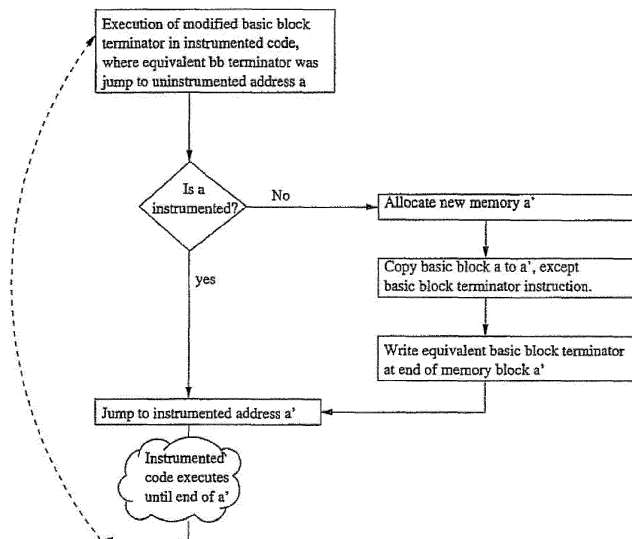 Execution of modified basic block
terminator in instrumented code,
where equivalent bb terminator was
jump to uninstrumented address a
Is a
instrumented?
No
Allocate new memory a'
Copy basic block a to a', except
basic block terminator instruction.
yes
Write equivalent basic block terminator
at end of memory block a'
Jump to instrumented address a'
Instrumented
code executes
until end of a'